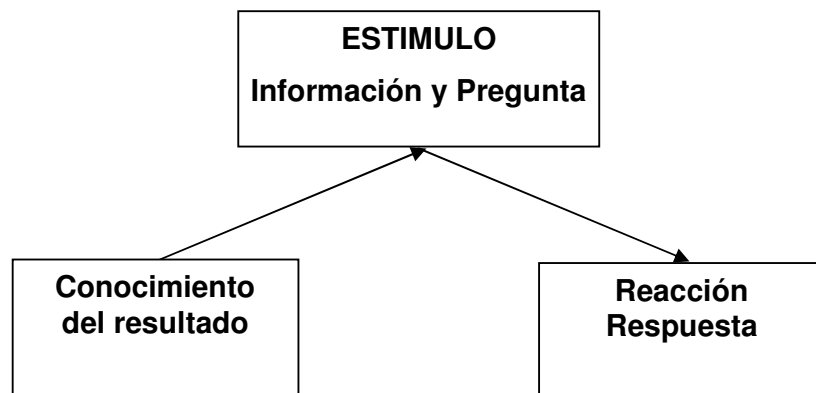 ESTIMULO
Información y Pregunta
Conocimiento
del resultado
Reacción
Respuesta